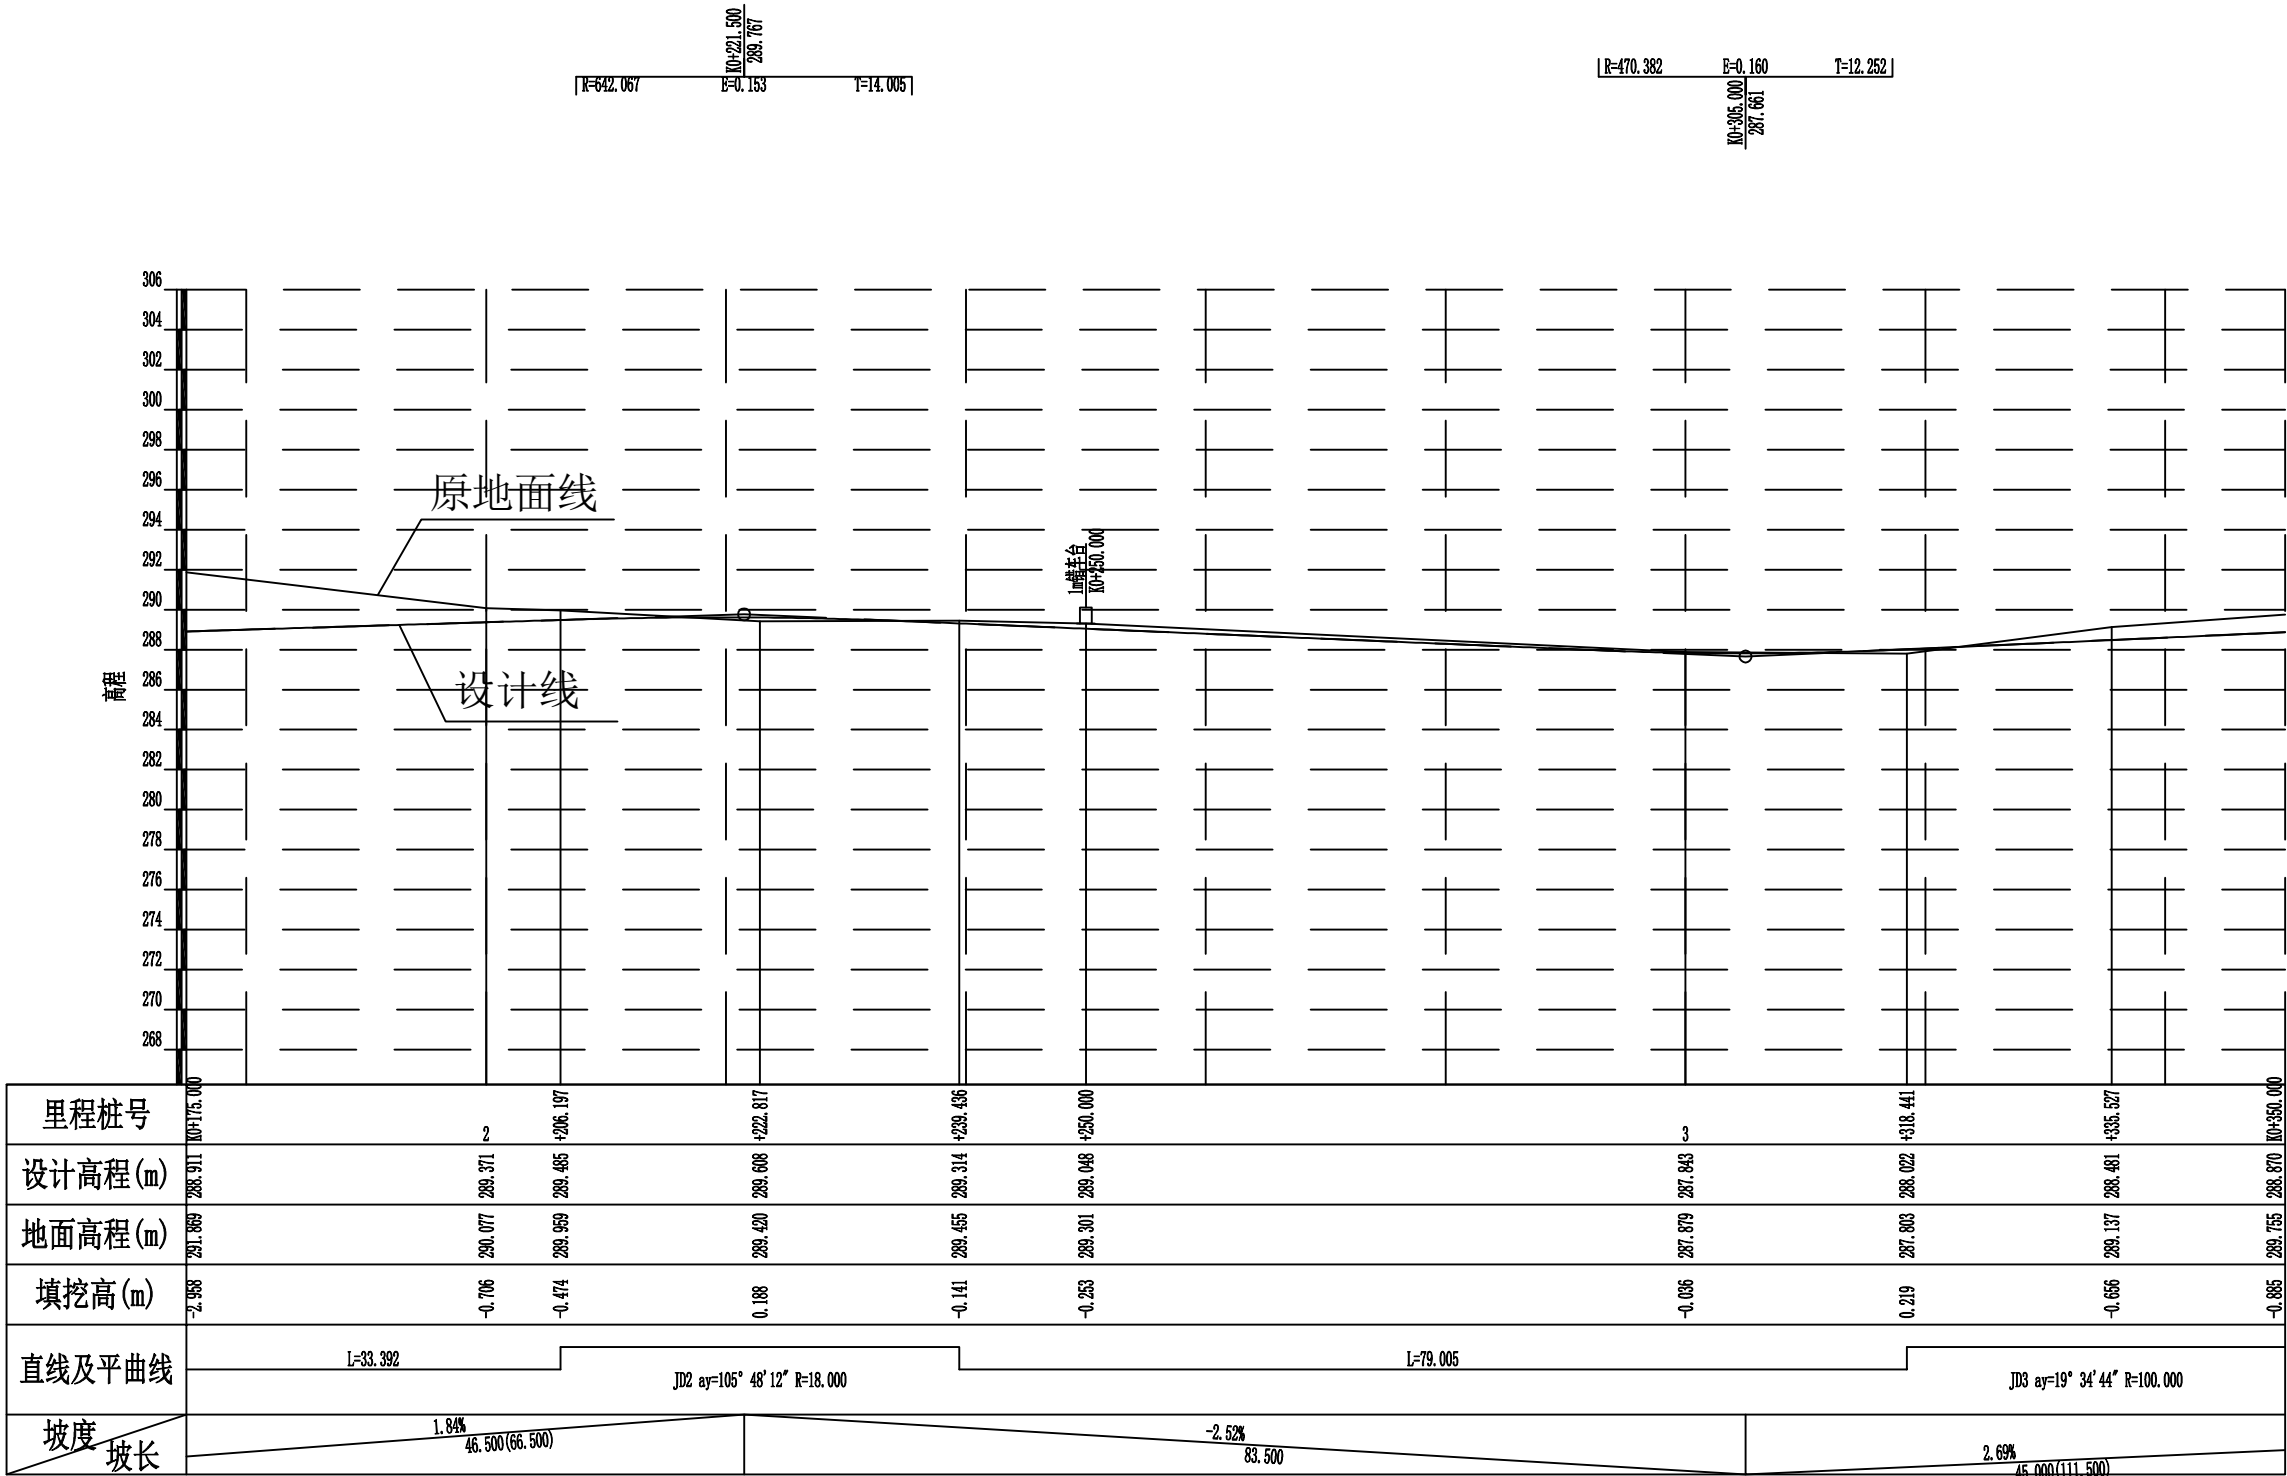 K0+221.500
289.767
R=642.067 E=0.153 T=14.005
R=470.382 E=0.160 T=12.252
K0+305.000
287.661
306
304
302
300
298
296
294
292
290
288
286
284
282
280
278
276
274
272
270
268
高程
原地面线
设计线
1m错车台
K0+250.000
里程桩号 K0+175.000 2 +206.197 +222.817 +239.436 +250.000 3 +318.441 +335.527 K0+350.000
设计高程(m) 288.911 289.371 289.485 289.608 289.314 289.048 287.843 288.022 288.481 288.870
地面高程(m) 291.869 290.077 289.959 289.420 289.455 289.301 287.879 287.803 289.137 289.755
填挖高(m) -2.958 -0.706 -0.474 0.188 -0.141 -0.253 -0.036 0.219 -0.656 -0.885
直线及平曲线 L=33.392 JD2 ay=105°48'12" R=18.000 L=79.005 JD3 ay=19°34'44" R=100.000
坡度 1.84% -2.52% 2.69%
坡长 46.500(66.500) 83.500 45.000(111.500)